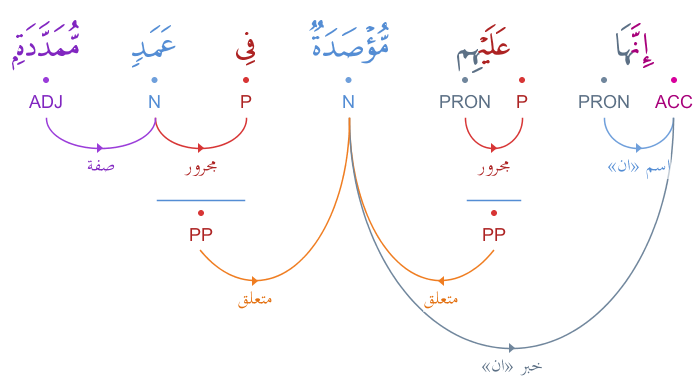 إِنَّهَا عَلَيْهِم مُّؤْصَدَةٌ فِى عَمَدٍ مُّمَدَّدَةٍۭ
ACC PRON P PRON N P N ADJ
اسم «ان» مجرور مجرور صفة
PP PP
متعلق متعلق
خبر «ان»